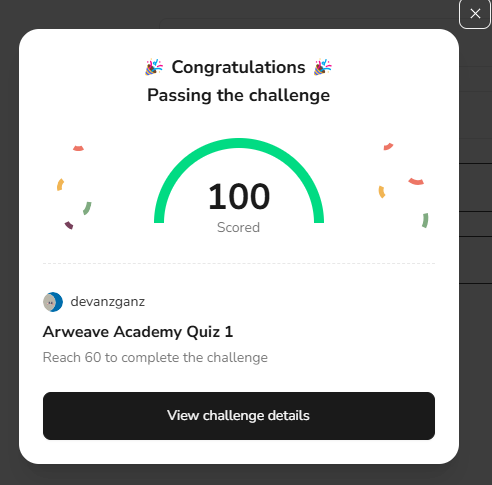 🎉 Congratulations 🎉
Passing the challenge
100
Scored
devanzganz
Arweave Academy Quiz 1
Reach 60 to complete the challenge
View challenge details